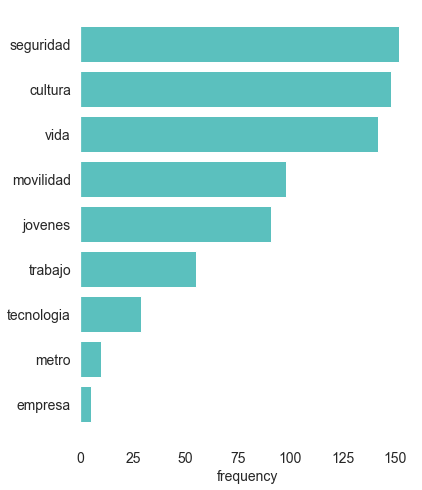 seguridad
cultura
vida
movilidad
jovenes
trabajo
tecnologia
metro
empresa
0 25 50 75 100 125 150
frequency